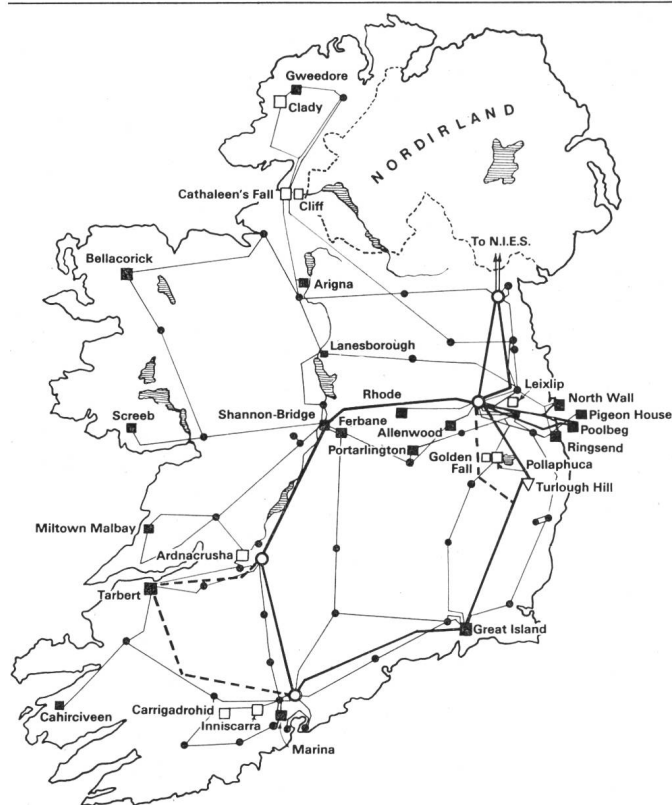 Gweedore
Clady
NORDIRLAND
Cathaleen's Fall
Cliff
To N.I.E.S.
Bellacorick
Arigna
Lanesborough
Leixlip
Rhode
North Wall
Screeb
Shannon-Bridge
Ferbane
Pigeon House
Allenwood
Poolbeg
Portarlington
Golden
Fall
Ringsend
Pollaphuca
Turlough Hill
Miltown Malbay
Ardnacrusha
Tarbert
Great Island
Cahirciveen
Carrigadrohid
Inniscarra
Marina